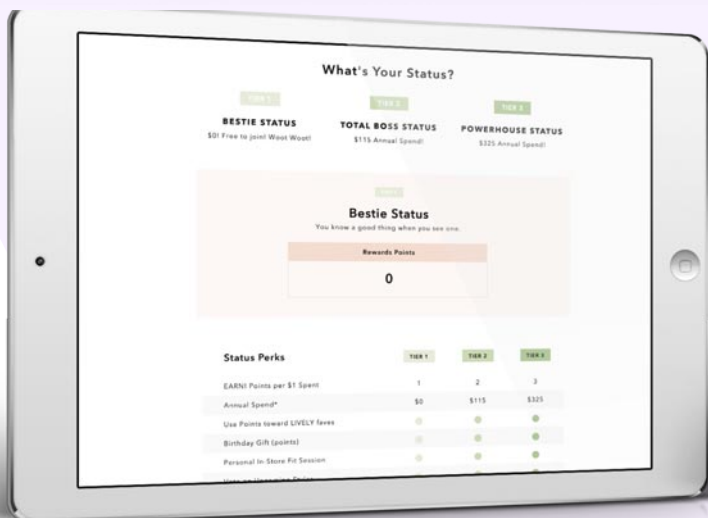 What's Your Status?
TIER 1 TIER 2 TIER 3
BESTIE STATUS TOTAL BOSS STATUS POWERHOUSE STATUS
$0! Free to join! Woot Woot! $115 Annual Spend! $325 Annual Spend!
Bestie Status
You know a good thing when you see one.
Rewards Points
0
Status Perks TIER 1 TIER 2 TIER 3
EARN! Points per $1 Spent 1 2 3
Annual Spend* $0 $115 $325
Use Points toward LIVELY faves
Birthday Gift (points)
Personal In-Store Fit Session